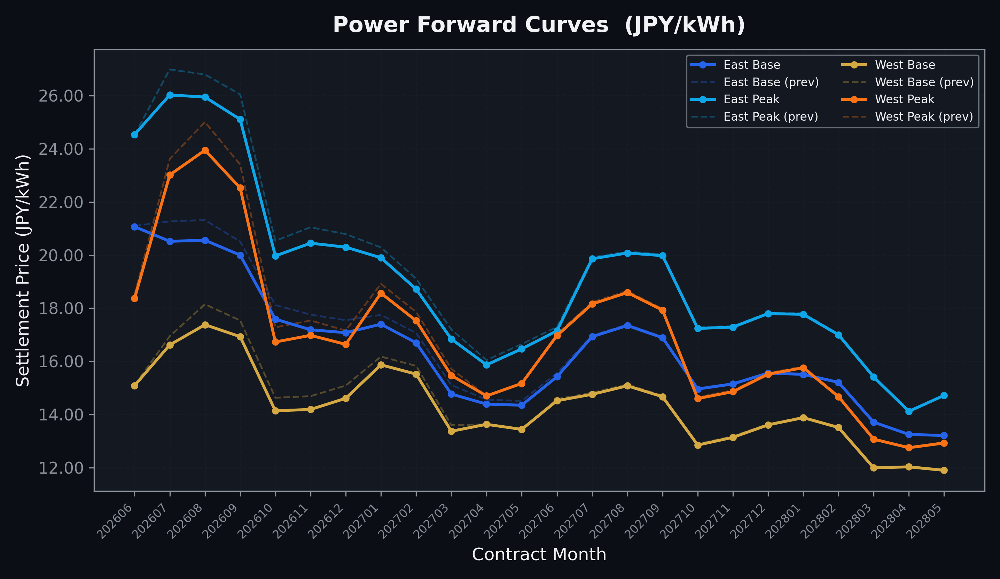 Power Forward Curves  (JPY/kWh)
East Base
East Base (prev)
East Peak
East Peak (prev)
West Base
West Base (prev)
West Peak
West Peak (prev)
Settlement Price (JPY/kWh)
26.00
24.00
22.00
20.00
18.00
16.00
14.00
12.00
202606
202607
202608
202609
202610
202611
202612
202701
202702
202703
202704
202705
202706
202707
202708
202709
202710
202711
202712
202801
202802
202803
202804
202805
Contract Month